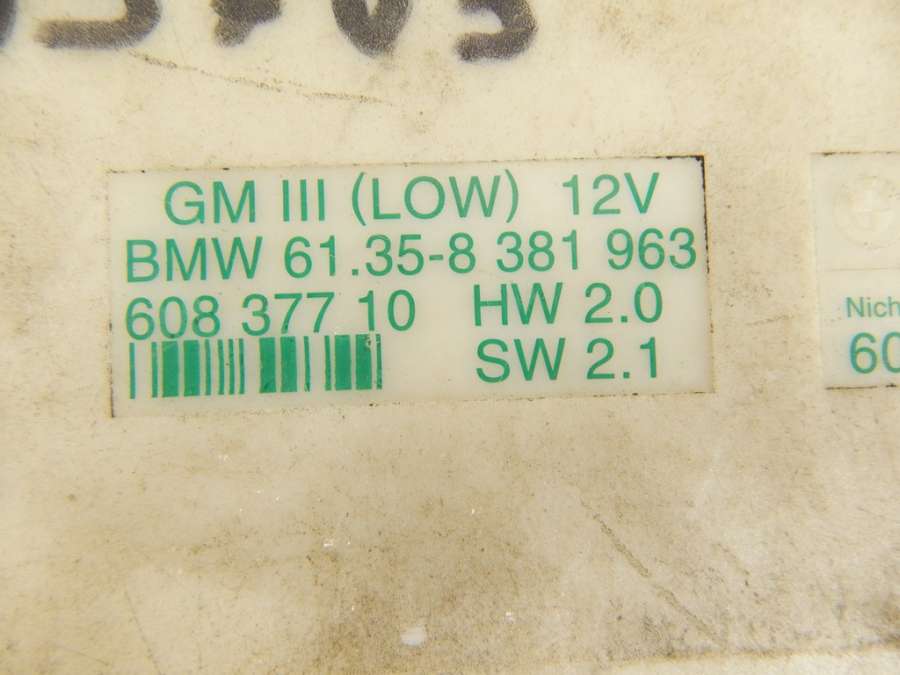 GM III (LOW) 12V
BMW 61.35-8 381 963
608 377 10 HW 2.0
SW 2.1
Nich
60